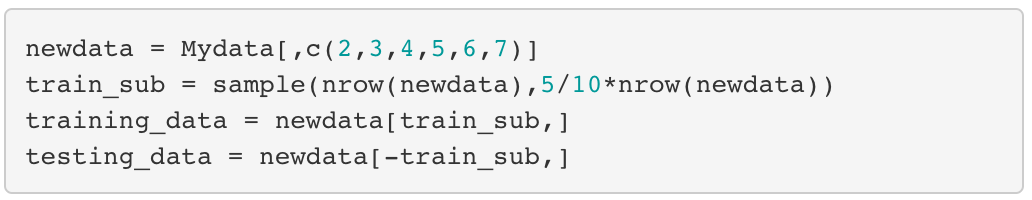 newdata = Mydata[,c(2,3,4,5,6,7)]
train_sub = sample(nrow(newdata),5/10*nrow(newdata))
training_data = newdata[train_sub,]
testing_data = newdata[-train_sub,]